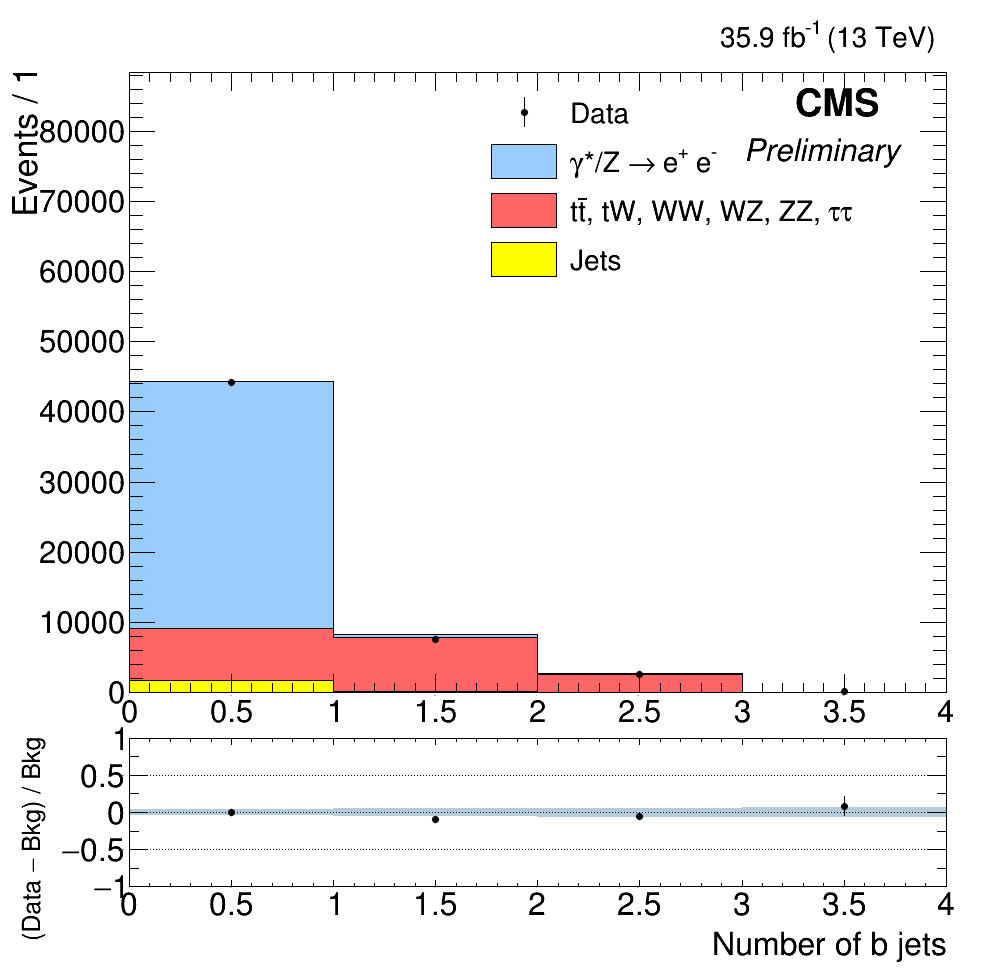 35.9 fb⁻¹ (13 TeV)
Events / 1
CMS
Preliminary
Data
γ*/Z → e⁺ e⁻
tt̄, tW, WW, WZ, ZZ, ττ
Jets
80000
70000
60000
50000
40000
30000
20000
10000
0
0 0.5 1 1.5 2 2.5 3 3.5 4
(Data − Bkg) / Bkg
1
0.5
0
−0.5
−1
0 0.5 1 1.5 2 2.5 3 3.5 4
Number of b jets